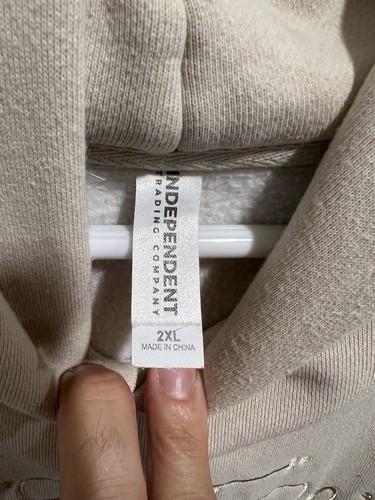 INDEPENDENT
TRADING COMPANY
2XL
MADE IN CHINA